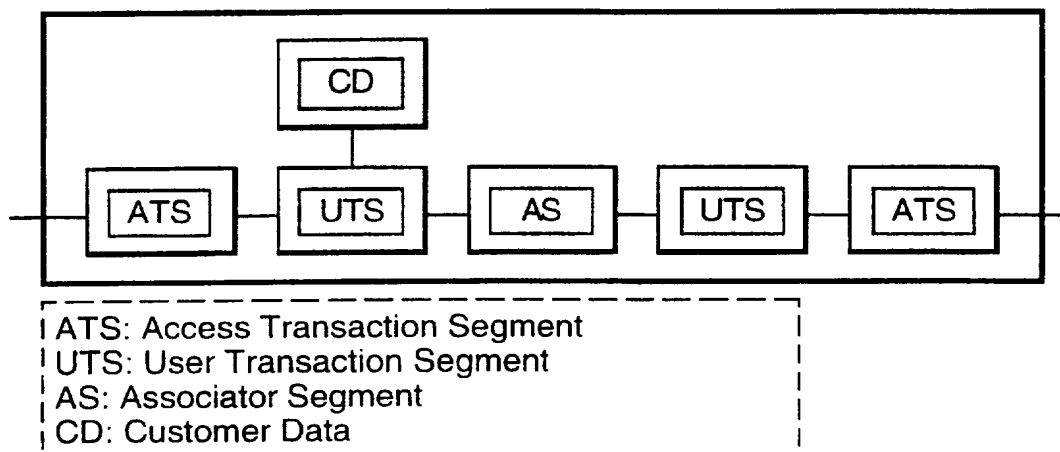 CD
ATS UTS AS UTS ATS
ATS: Access Transaction Segment
UTS: User Transaction Segment
AS: Associator Segment
CD: Customer Data